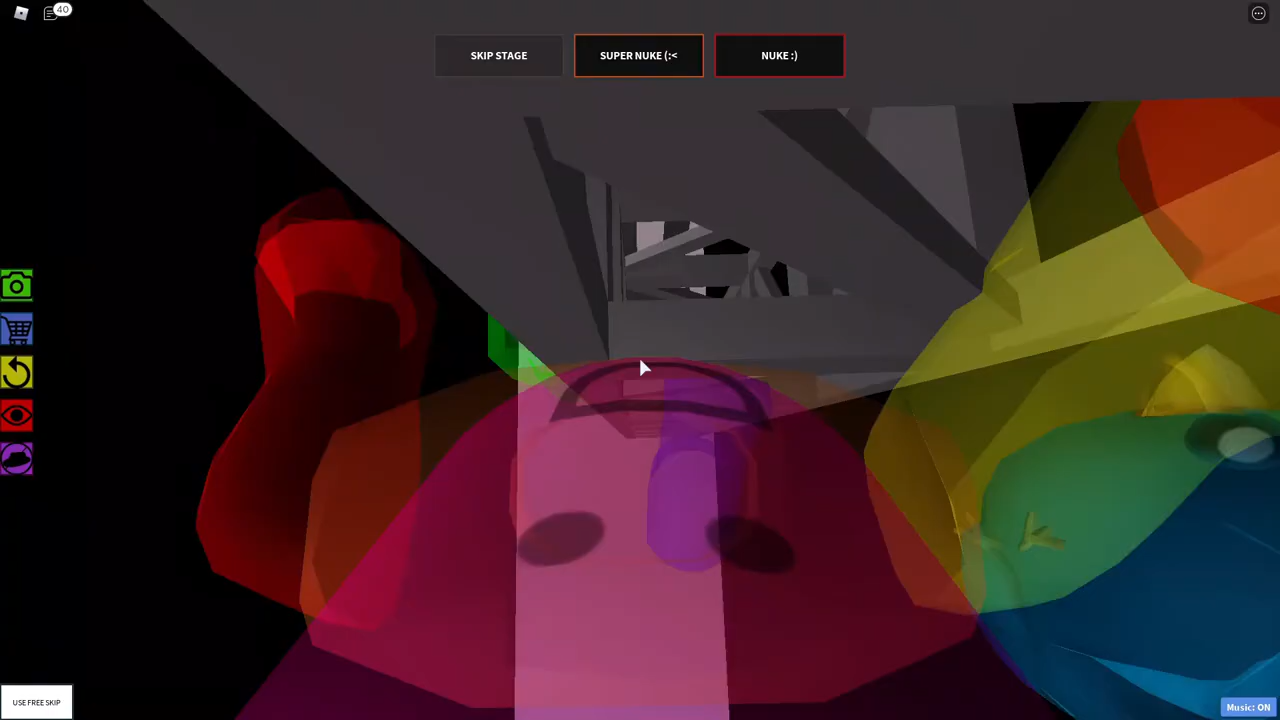 40
SKIP STAGE
SUPER NUKE (:<
NUKE :)
USE FREE SKIP
Music: ON